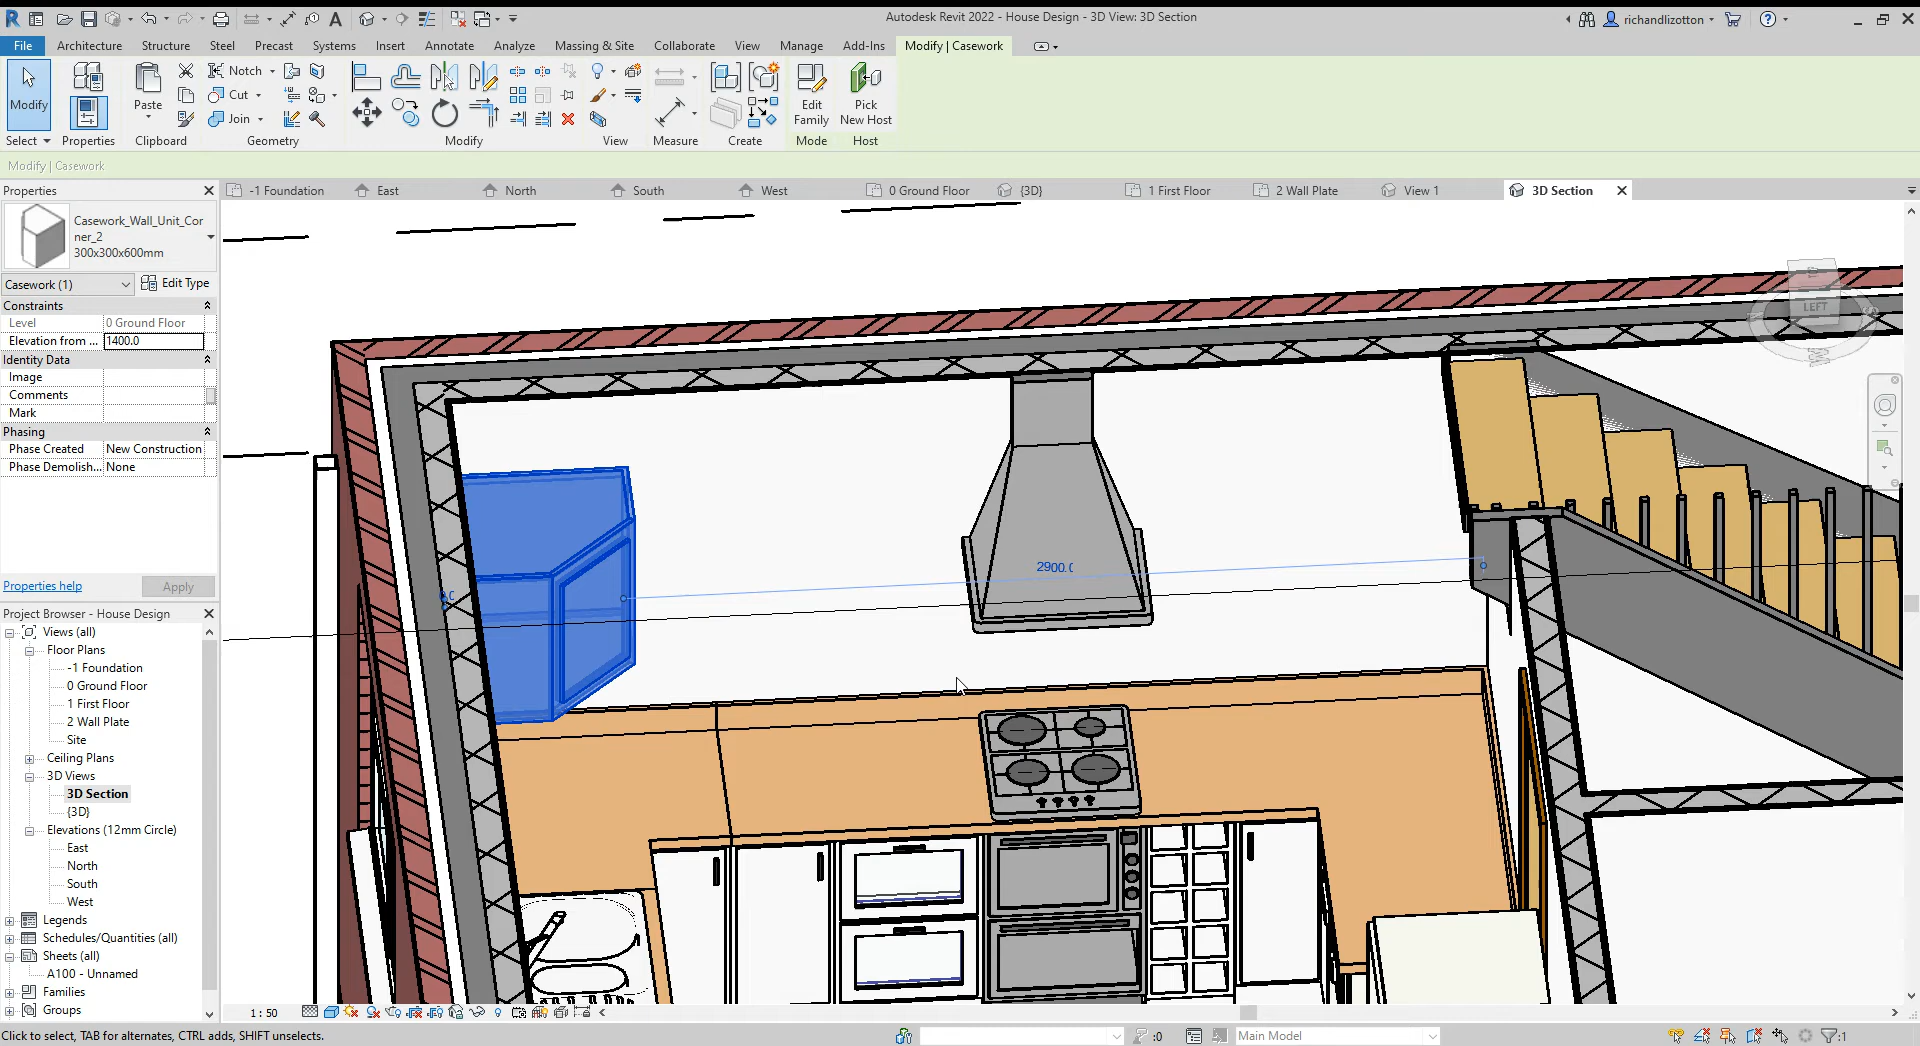 Autodesk Revit 2022 - House Design - 3D View: 3D Section
richandlizotton
File Architecture Structure Steel Precast Systems Insert Annotate Analyze Massing & Site Collaborate View Manage Add-Ins Modify | Casework
Modify
Paste
Notch
Cut
Join
Edit
Family
Pick
New Host
Select Properties Clipboard Geometry Modify View Measure Create Mode Host
Modify | Casework
Properties
-1 Foundation East North South West 0 Ground Floor {3D} 1 First Floor 2 Wall Plate View 1 3D Section
Casework_Wall_Unit_Cor
ner_2
300x300x600mm
Casework (1) Edit Type
Constraints
Level 0 Ground Floor
Elevation from ... 1400.0
Identity Data
Image
Comments
Mark
Phasing
Phase Created New Construction
Phase Demolish... None
Properties help Apply
Project Browser - House Design
Views (all)
Floor Plans
-1 Foundation
0 Ground Floor
1 First Floor
2 Wall Plate
Site
Ceiling Plans
3D Views
3D Section
{3D}
Elevations (12mm Circle)
East
North
South
West
Legends
Schedules/Quantities (all)
Sheets (all)
A100 - Unnamed
Families
Groups
LEFT
2900.0
1 : 50
Click to select, TAB for alternates, CTRL adds, SHIFT unselects.
:0
Main Model
:1